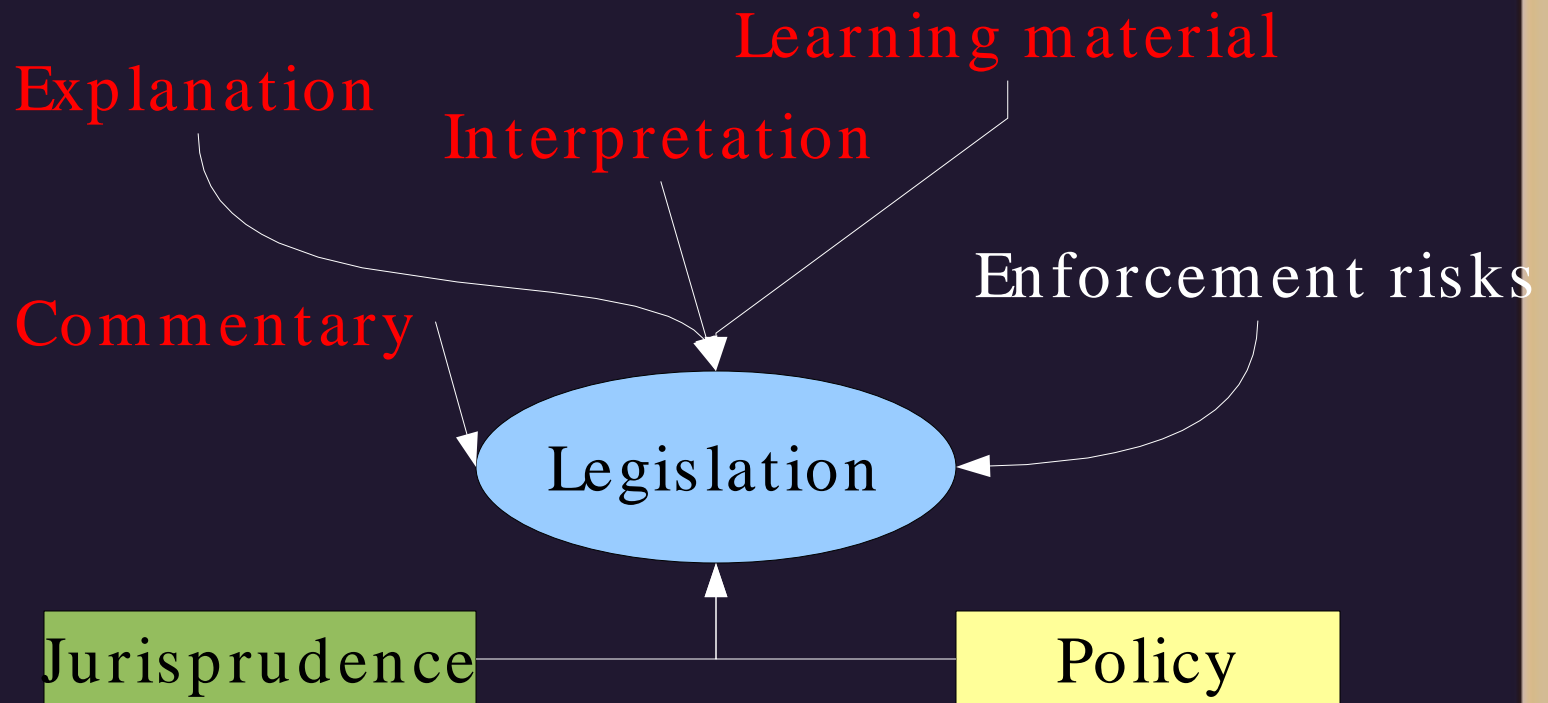 Learning material
Explanation
Interpretation
Enforcement risks
Commentary
Legislation
Jurisprudence
Policy